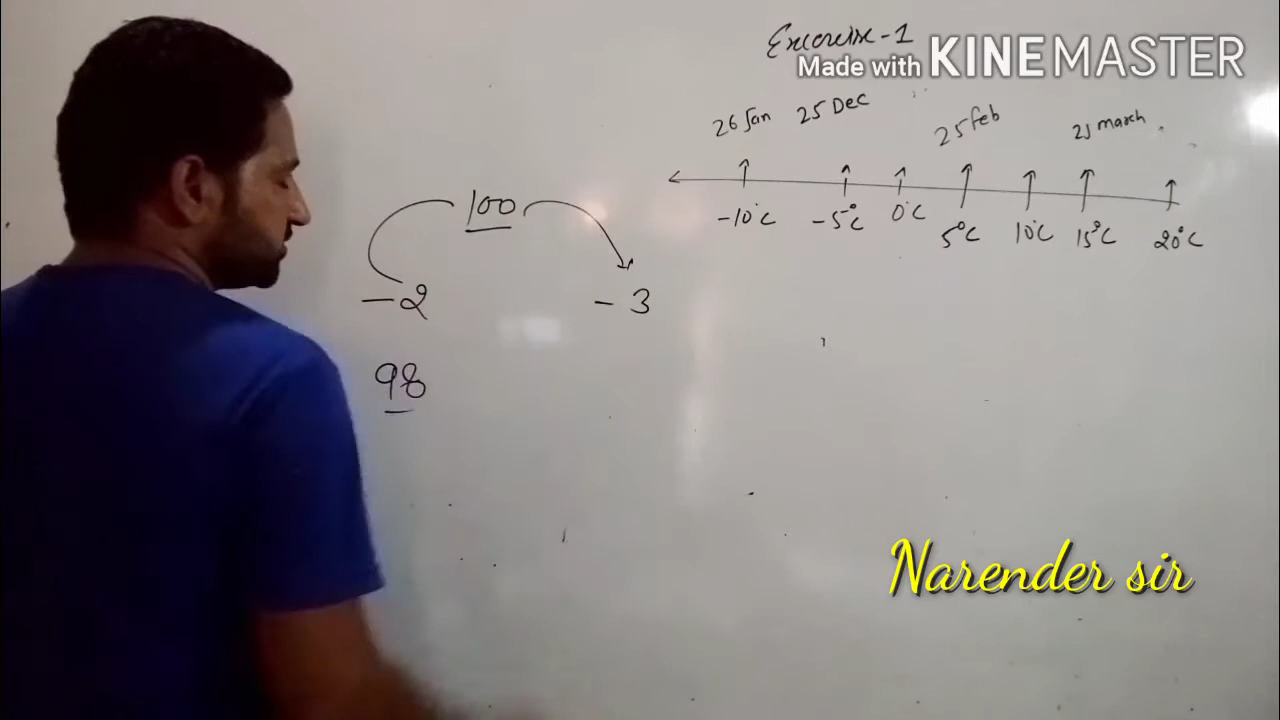 Exercise-1
Made with KINEMASTER
26 Jan 25 Dec 25 feb 21 march
-10°C -5°C 0°C 5°C 10°C 15°C 20°C
100
-2 -3
98
Narender sir